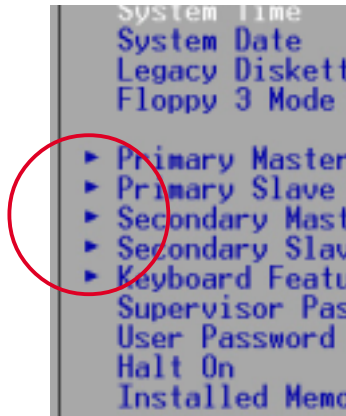 System Time
System Date
Legacy Diskett
Floppy 3 Mode
Primary Master
Primary Slave
Secondary Mast
Secondary Slav
Keyboard Featu
Supervisor Pas
User Password
Halt On
Installed Memo